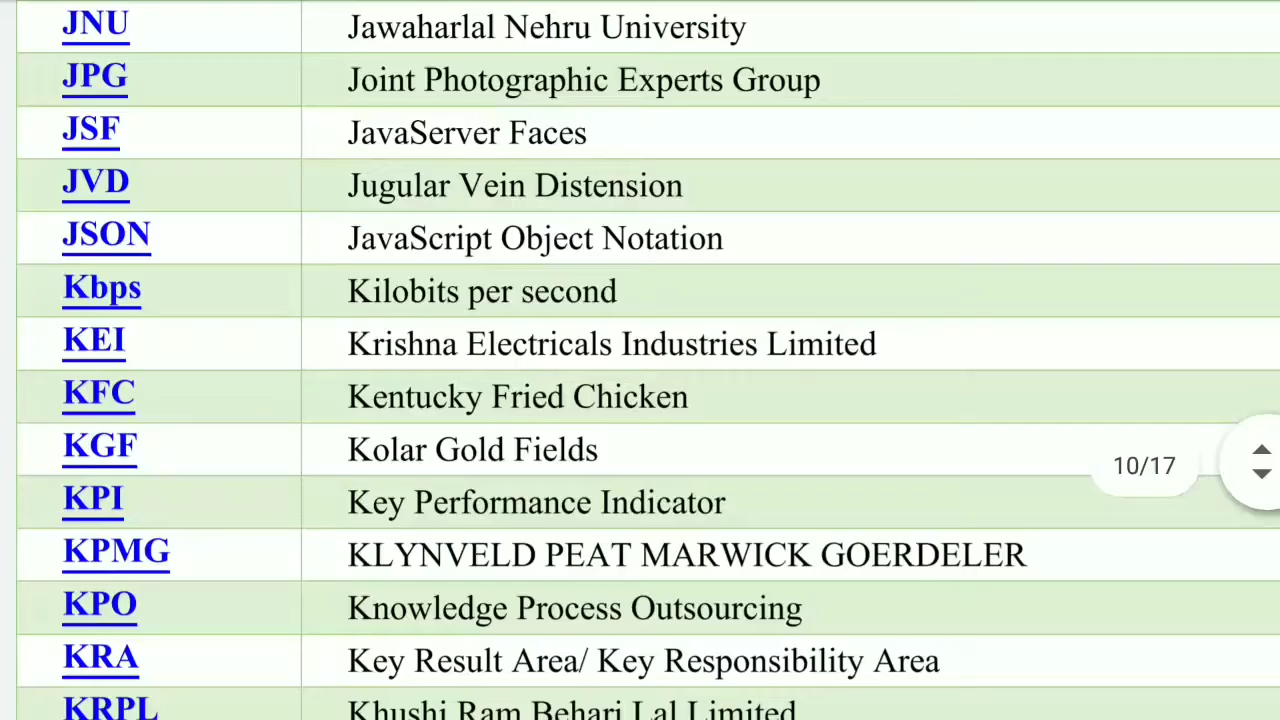 JNU Jawaharlal Nehru University
JPG Joint Photographic Experts Group
JSF JavaServer Faces
JVD Jugular Vein Distension
JSON JavaScript Object Notation
Kbps Kilobits per second
KEI Krishna Electricals Industries Limited
KFC Kentucky Fried Chicken
KGF Kolar Gold Fields
10/17
KPI Key Performance Indicator
KPMG KLYNVELD PEAT MARWICK GOERDELER
KPO Knowledge Process Outsourcing
KRA Key Result Area/ Key Responsibility Area
KRPL Khushi Ram Behari Lal Limited